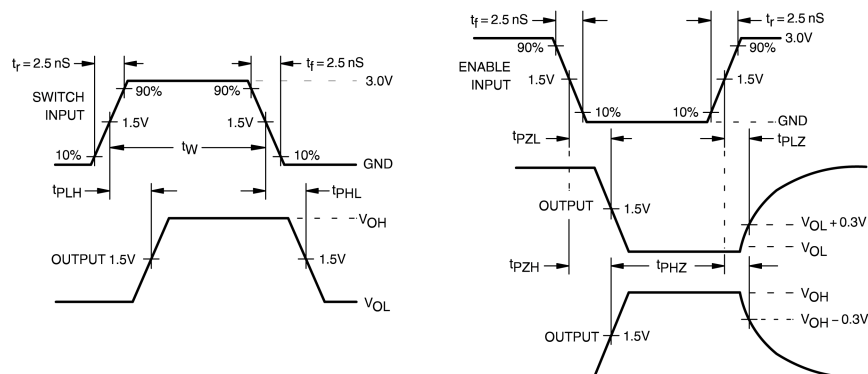 tr = 2.5 nS
tf = 2.5 nS
SWITCH
INPUT
90%
90%
3.0V
1.5V
1.5V
10%
tW
10%
GND
tPLH
tPHL
VOH
OUTPUT 1.5V
1.5V
VOL
tf = 2.5 nS
tr = 2.5 nS
90%
90%
3.0V
ENABLE
INPUT
1.5V
1.5V
10%
10%
GND
tPZL
tPLZ
OUTPUT
1.5V
VOL + 0.3V
VOL
tPZH
tPHZ
VOH
VOH – 0.3V
OUTPUT
1.5V